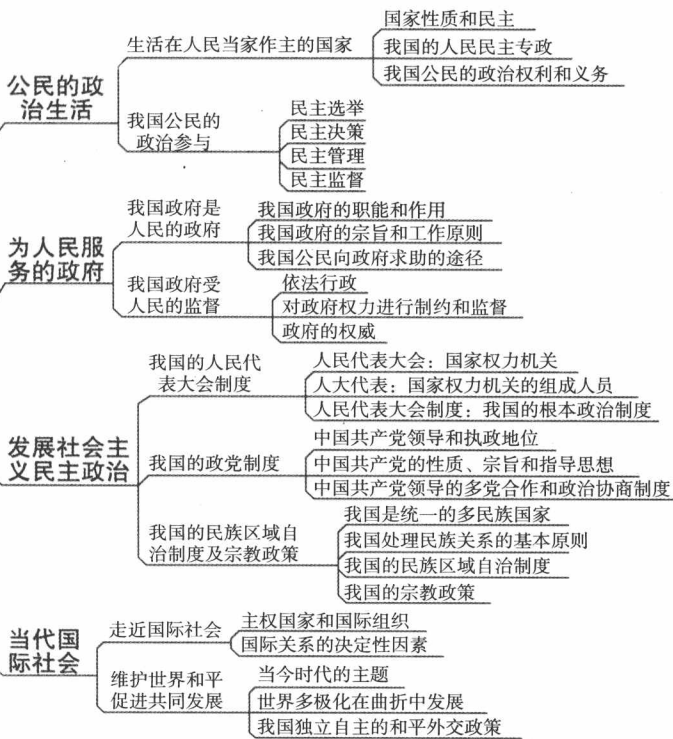 公民的政
治生活
生活在人民当家作主的国家
国家性质和民主
我国的人民民主专政
我国公民的政治权利和义务
我国公民的
政治参与
民主选举
民主决策
民主管理
民主监督
为人民服
务的政府
我国政府是
人民的政府
我国政府的职能和作用
我国政府的宗旨和工作原则
我国公民向政府求助的途径
我国政府受
人民的监督
依法行政
对政府权力进行制约和监督
政府的权威
发展社会主
义民主政治
我国的人民代
表大会制度
人民代表大会：国家权力机关
人大代表：国家权力机关的组成人员
人民代表大会制度：我国的根本政治制度
我国的政党制度
中国共产党领导和执政地位
中国共产党的性质、宗旨和指导思想
中国共产党领导的多党合作和政治协商制度
我国的民族区域自
治制度及宗教政策
我国是统一的多民族国家
我国处理民族关系的基本原则
我国的民族区域自治制度
我国的宗教政策
当代国
际社会
走近国际社会
主权国家和国际组织
国际关系的决定性因素
维护世界和平
促进共同发展
当今时代的主题
世界多极化在曲折中发展
我国独立自主的和平外交政策